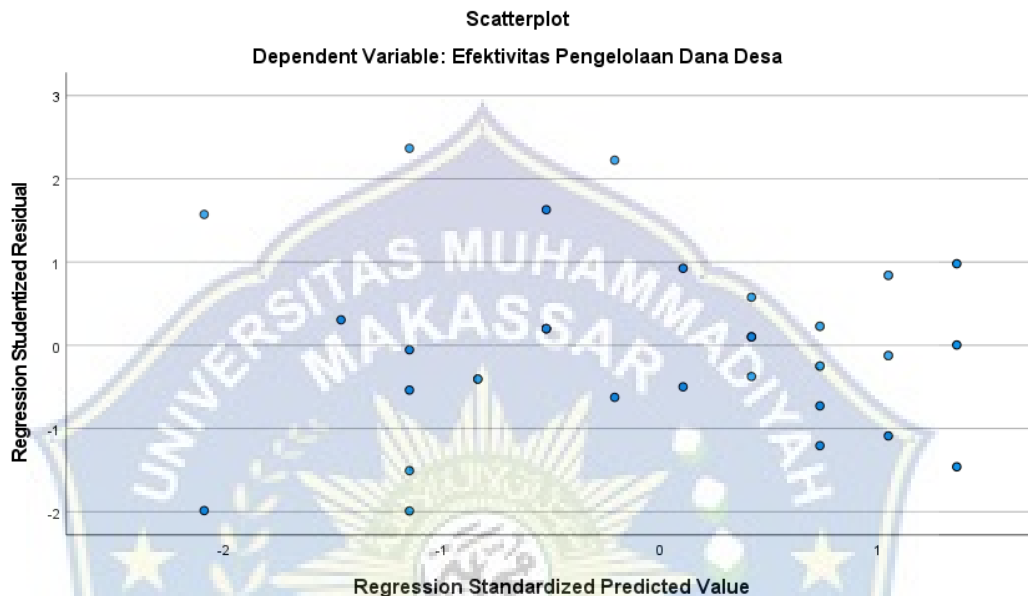 Scatterplot
Dependent Variable: Efektivitas Pengelolaan Dana Desa
3
2
1
0
-1
-2
Regression Studentized Residual
UNIVERSITAS MUHAMMADIYAH
MAKASSAR
-2 -1 0 1
Regression Standardized Predicted Value